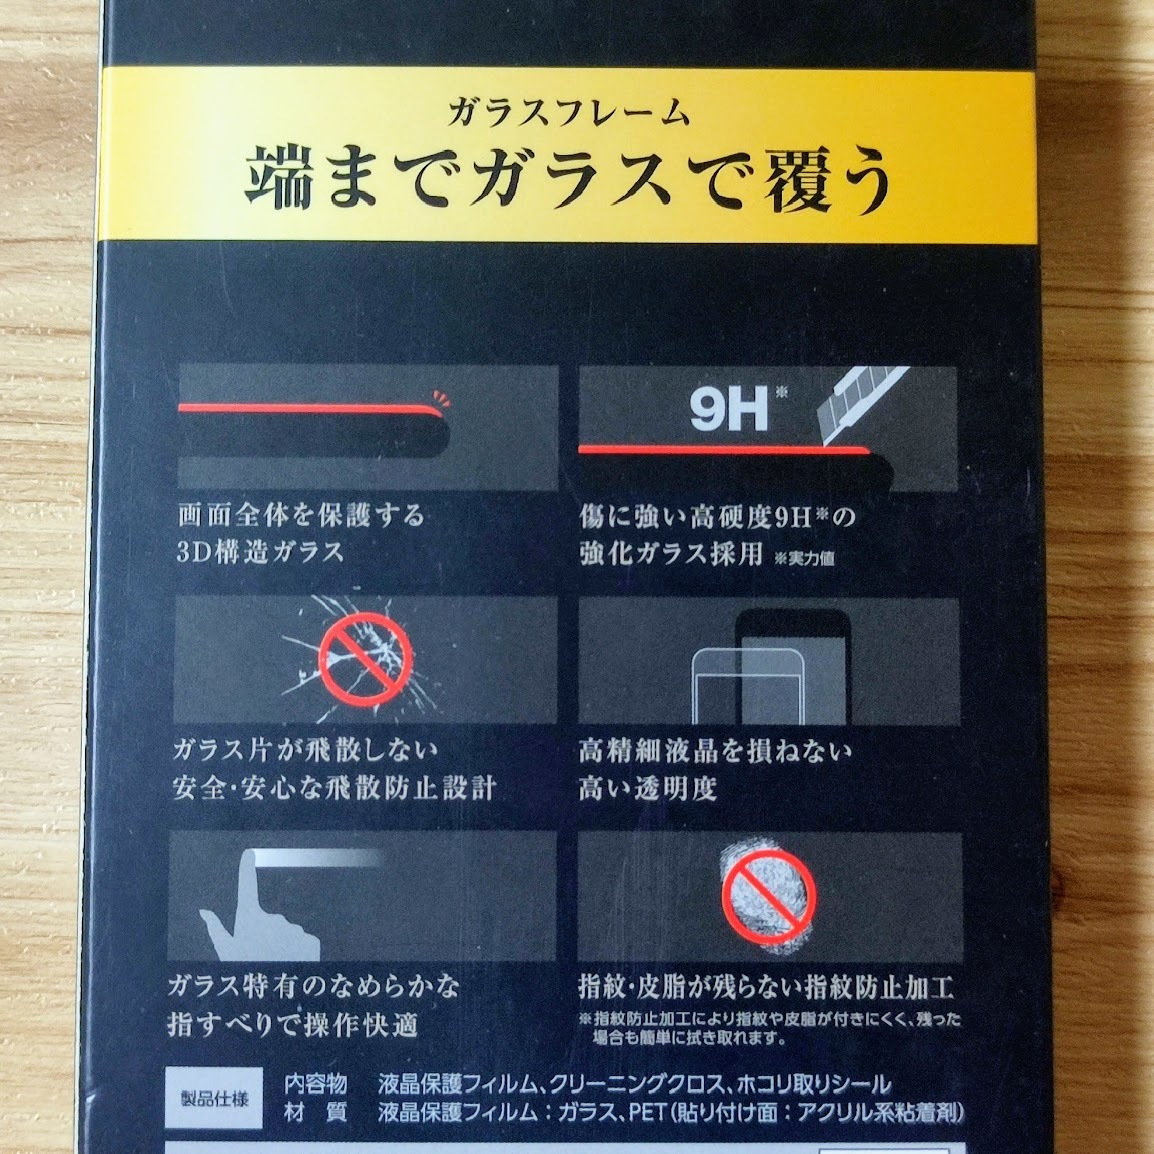 ガラスフレーム
端までガラスで覆う
画面全体を保護する
3D構造ガラス
9H※
傷に強い高硬度9H※の
強化ガラス採用 ※実力値
ガラス片が飛散しない
安全・安心な飛散防止設計
高精細液晶を損ねない
高い透明度
ガラス特有のなめらかな
指すべりで操作快適
指紋・皮脂が残らない指紋防止加工
※指紋防止加工により指紋や皮脂が付きにくく、残った
場合も簡単に拭き取れます。
製品仕様
内容物 液晶保護フィルム、クリーニングクロス、ホコリ取りシール
材 質 液晶保護フィルム：ガラス、PET（貼り付け面：アクリル系粘着剤）